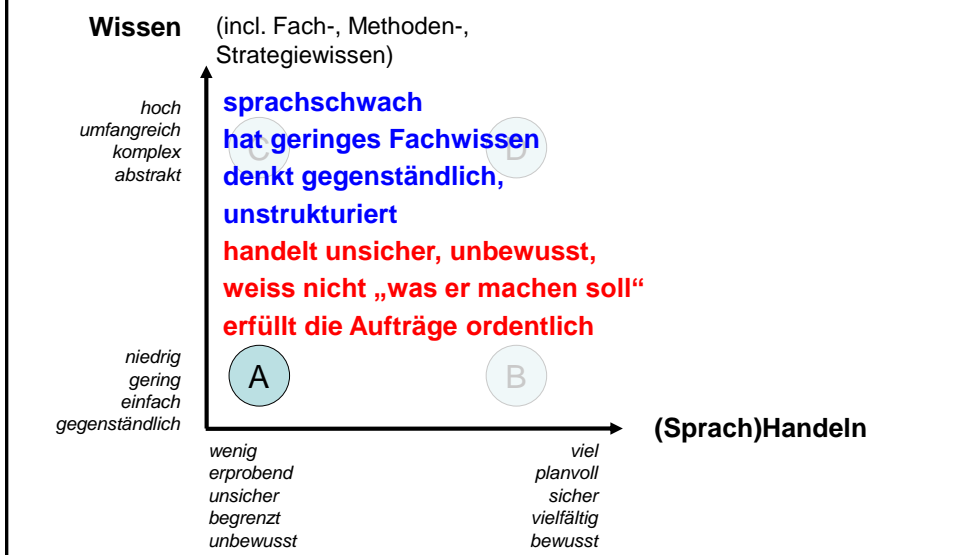 Wissen
(incl. Fach-, Methoden-,
Strategiewissen)
hoch
umfangreich
komplex
abstrakt
sprachschwach
hat geringes Fachwissen
denkt gegenständlich,
unstrukturiert
handelt unsicher, unbewusst,
weiss nicht „was er machen soll“
erfüllt die Aufträge ordentlich
C
D
niedrig
gering
einfach
gegenständlich
A
B
(Sprach)Handeln
wenig
erprobend
unsicher
begrenzt
unbewusst
viel
planvoll
sicher
vielfältig
bewusst